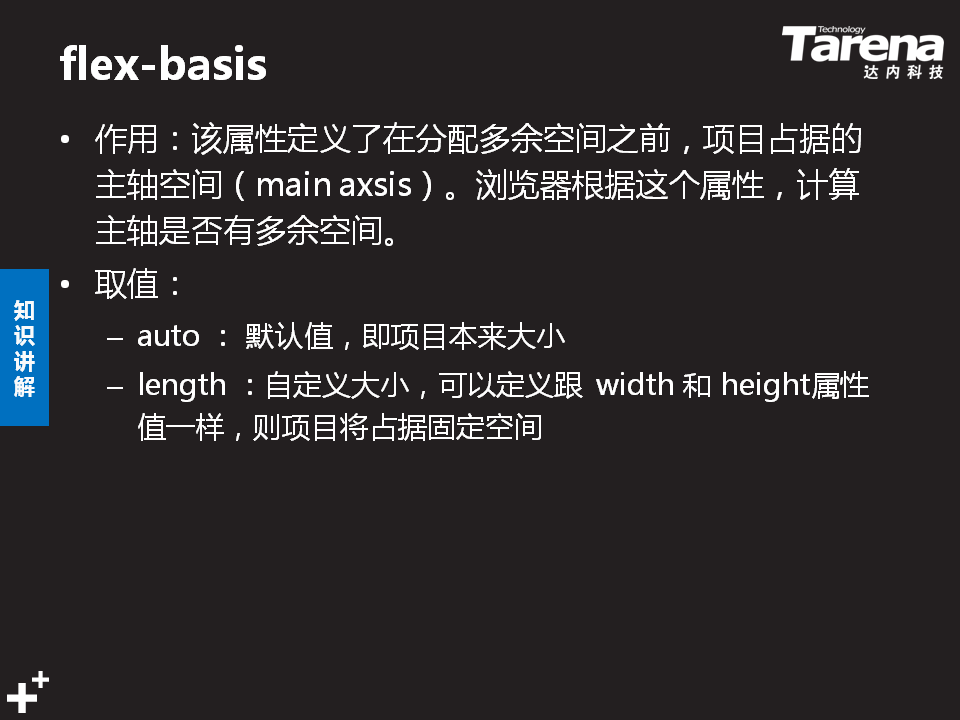 flex-basis
Technology
Tarena
达内科技
• 作用：该属性定义了在分配多余空间之前，项目占据的
主轴空间（main axsis）。浏览器根据这个属性，计算
主轴是否有多余空间。
• 取值：
– auto ： 默认值，即项目本来大小
– length ：自定义大小，可以定义跟 width 和 height属性
值一样，则项目将占据固定空间
知
识
讲
解